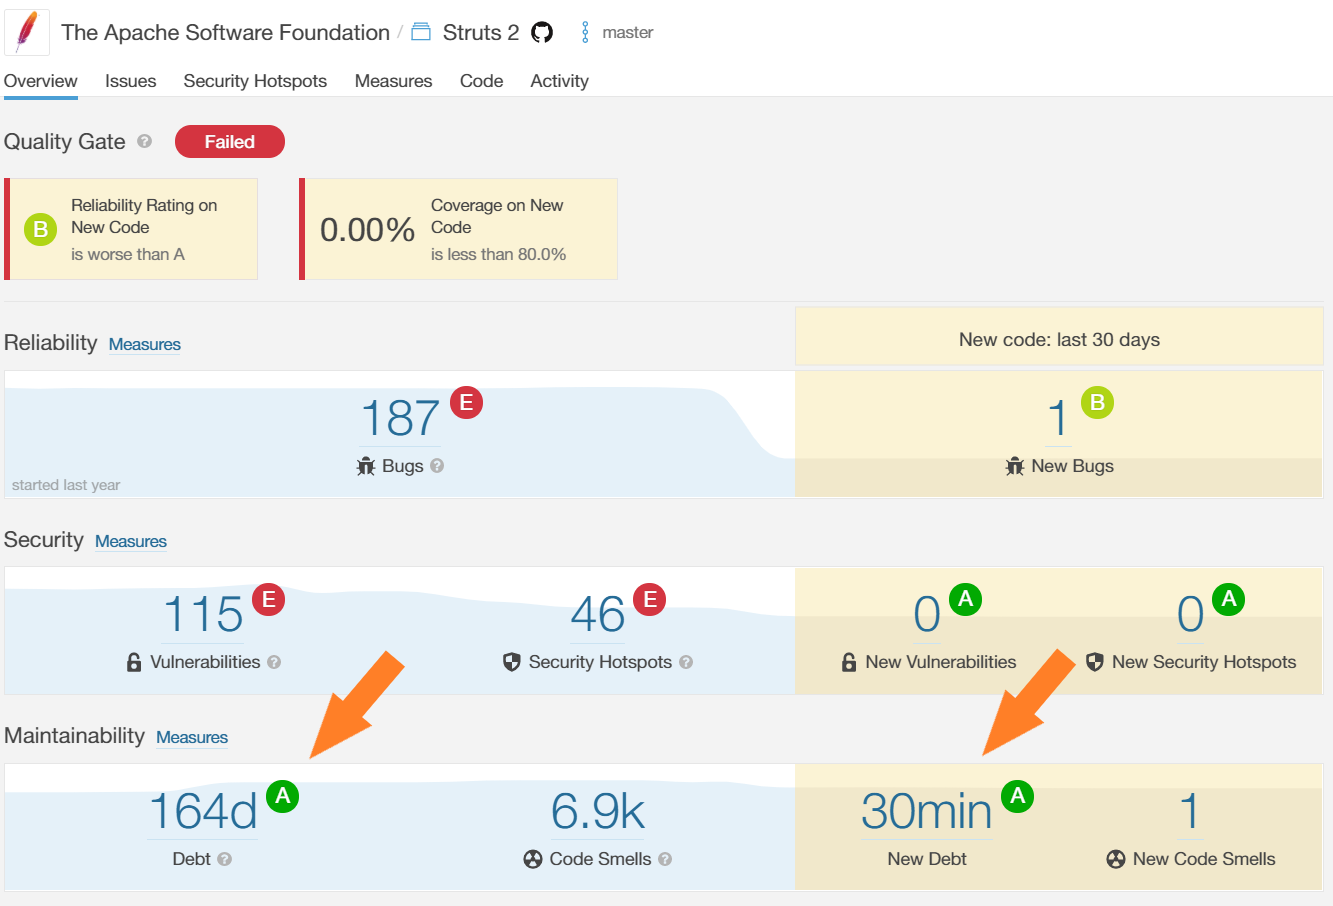 The Apache Software Foundation / Struts 2 master
Overview Issues Security Hotspots Measures Code Activity
Quality Gate ? Failed
B
Reliability Rating on
New Code
is worse than A
0.00%
Coverage on New
Code
is less than 80.0%
Reliability Measures
New code: last 30 days
187 E
Bugs ?
started last year
1 B
New Bugs
Security Measures
115 E
Vulnerabilities ?
46 E
Security Hotspots ?
0 A
New Vulnerabilities
0 A
New Security Hotspots
Maintainability Measures
164d A
Debt ?
6.9k
Code Smells ?
30min A
New Debt
1
New Code Smells